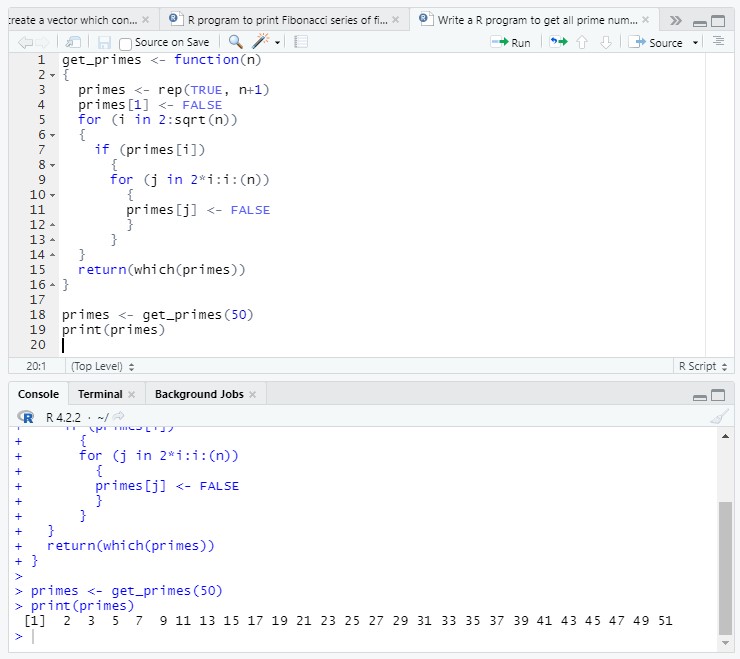 reate a vector which con...
R program to print Fibonacci series of fi...
Write a R program to get all prime num...
Source on Save
Run
Source
1 get_primes <- function(n)
2 {
3   primes <- rep(TRUE, n+1)
4   primes[1] <- FALSE
5   for (i in 2:sqrt(n))
6   {
7     if (primes[i])
8       {
9       for (j in 2*i:i:(n))
10         {
11         primes[j] <- FALSE
12         }
13       }
14   }
15   return(which(primes))
16 }
17
18 primes <- get_primes(50)
19 print(primes)
20
20:1 (Top Level) R Script
Console Terminal Background Jobs
R 4.2.2 · ~/
+     if (primes[i])
+       {
+       for (j in 2*i:i:(n))
+         {
+         primes[j] <- FALSE
+         }
+       }
+   }
+   return(which(primes))
+ }
>
> primes <- get_primes(50)
> print(primes)
[1]  2  3  5  7  9 11 13 15 17 19 21 23 25 27 29 31 33 35 37 39 41 43 45 47 49 51
>